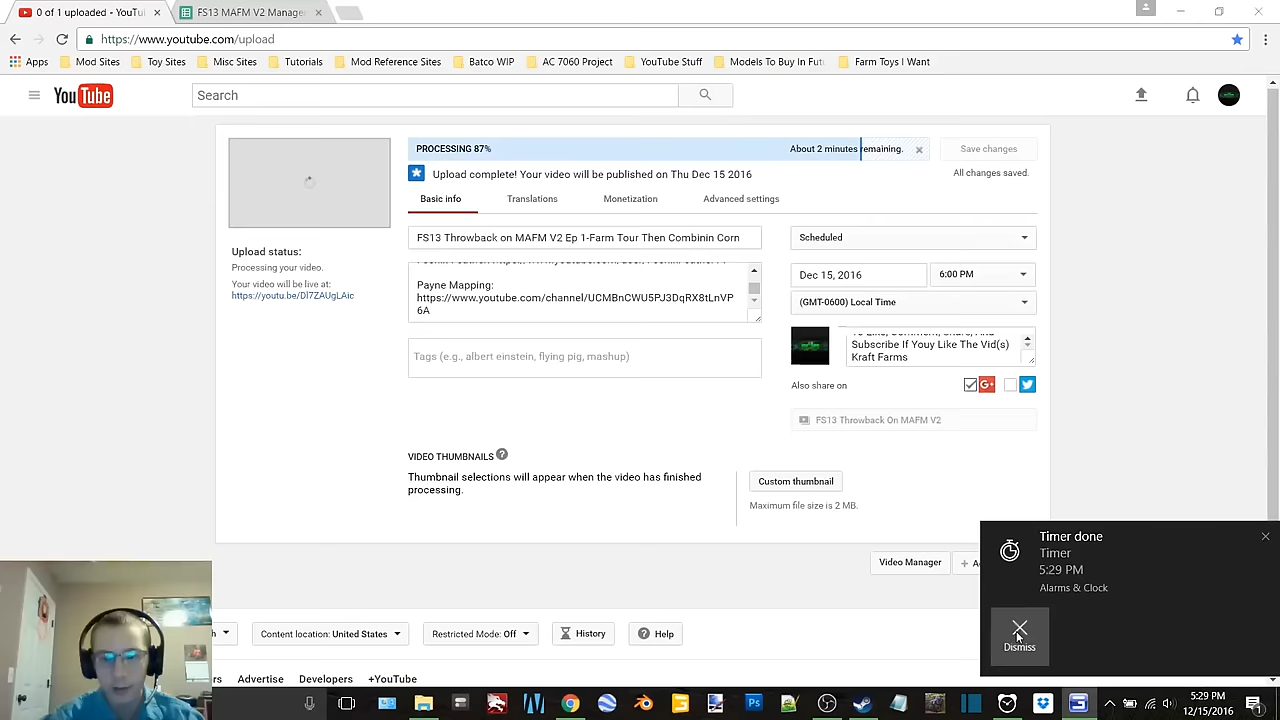 0 of 1 uploaded - YouTu
FS13 MAFM V2 Manage
https://www.youtube.com/upload
Apps
Mod Sites
Toy Sites
Misc Sites
Tutorials
Mod Reference Sites
Batco WIP
AC 7060 Project
YouTube Stuff
Models To Buy In Futu
Farm Toys I Want
YouTube
Search
PROCESSING 87%
About 2 minutes remaining.
Save changes
Upload complete! Your video will be published on Thu Dec 15 2016
All changes saved.
Basic info
Translations
Monetization
Advanced settings
FS13 Throwback on MAFM V2 Ep 1-Farm Tour Then Combinin Corn
Scheduled
Upload status:
Processing your video.
Your video will be live at:
https://youtu.be/Dl7ZAUgLAic
Payne Mapping:
https://www.youtube.com/channel/UCMBnCWU5PJ3DqRX8tLnVP
6A
Dec 15, 2016
6:00 PM
(GMT-0600) Local Time
To Like, Comment, Share, And
Subscribe If Youy Like The Vid(s)
Kraft Farms
Tags (e.g., albert einstein, flying pig, mashup)
Also share on
G+
FS13 Throwback On MAFM V2
VIDEO THUMBNAILS ?
Thumbnail selections will appear when the video has finished
processing.
Custom thumbnail
Maximum file size is 2 MB.
Video Manager
+ A
Timer done
Timer
5:29 PM
Alarms & Clock
Dismiss
h
Content location: United States
Restricted Mode: Off
History
Help
rs
Advertise
Developers
+YouTube
5:29 PM
12/15/2016